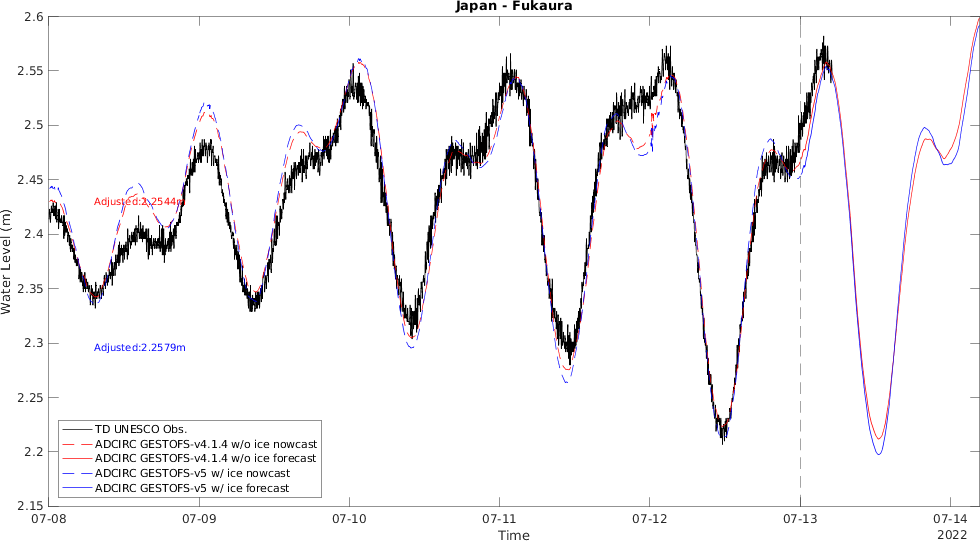 Japan - Fukaura
2.6
2.55
2.5
2.45
2.4
2.35
2.3
2.25
2.2
2.15
Water Level (m)
Adjusted:2.2544m
Adjusted:2.2579m
TD UNESCO Obs.
ADCIRC GESTOFS-v4.1.4 w/o ice nowcast
ADCIRC GESTOFS-v4.1.4 w/o ice forecast
ADCIRC GESTOFS-v5 w/ ice nowcast
ADCIRC GESTOFS-v5 w/ ice forecast
07-08 07-09 07-10 07-11 07-12 07-13 07-14
Time
2022